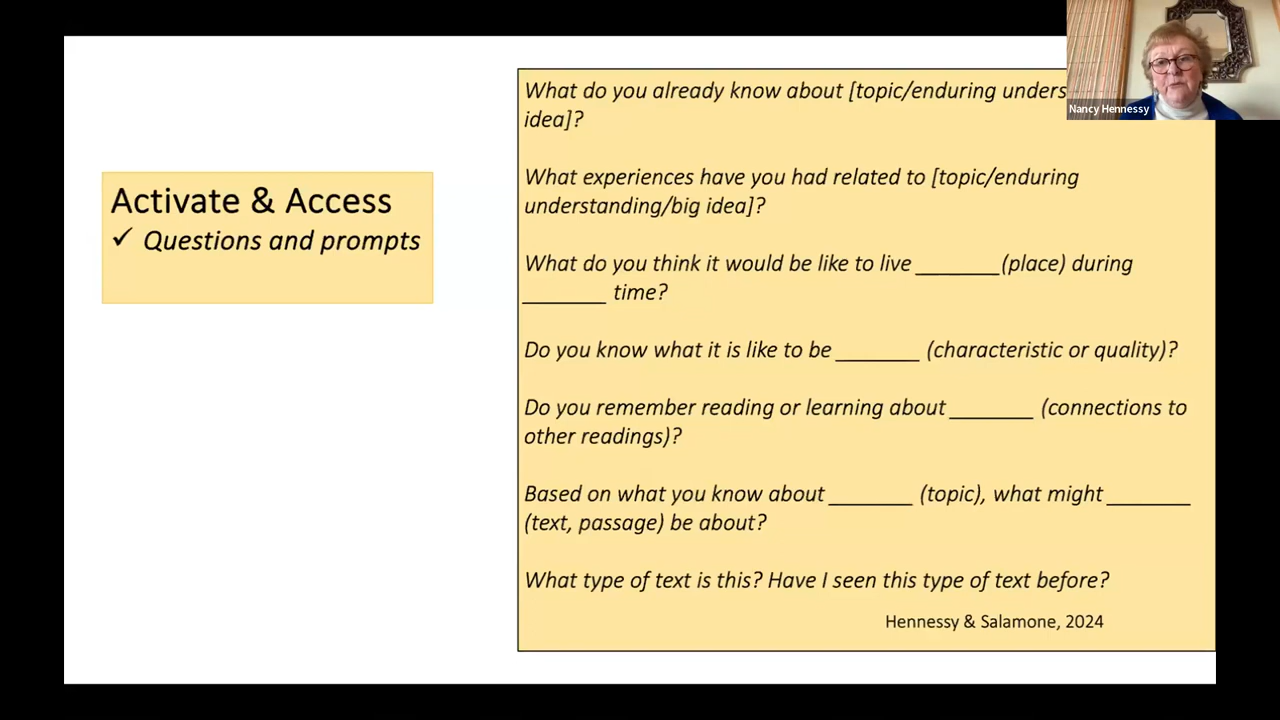 Activate & Access
✓ Questions and prompts
What do you already know about [topic/enduring
idea]?
What experiences have you had related to [topic/enduring
understanding/big idea]?
What do you think it would be like to live ________(place) during
________ time?
Do you know what it is like to be ________ (characteristic or quality)?
Do you remember reading or learning about ________ (connections to
other readings)?
Based on what you know about ________ (topic), what might ________
(text, passage) be about?
What type of text is this? Have I seen this type of text before?
Hennessy & Salamone, 2024
Nancy Hennessy